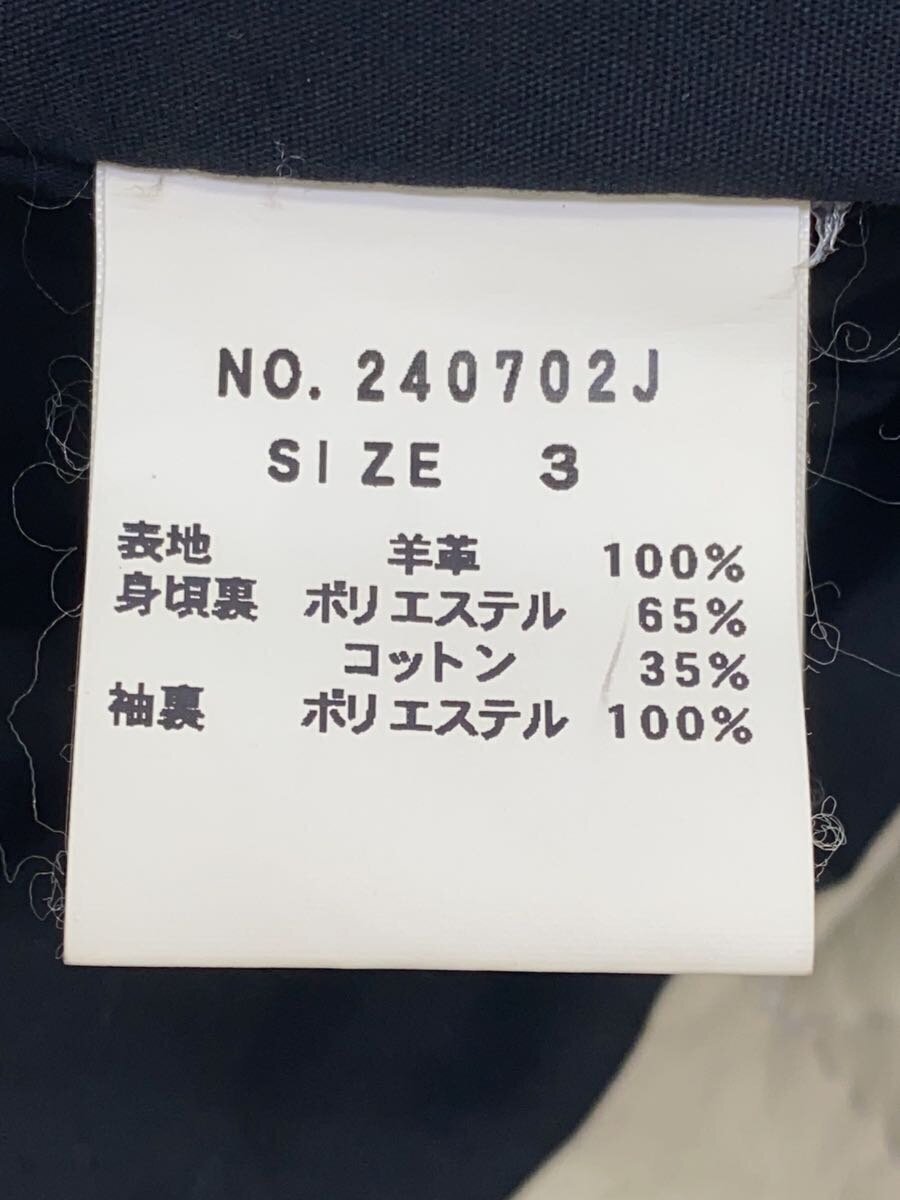 NO. 240702J
SIZE 3
表地 羊革 100%
身頃裏 ポリエステル 65%
コットン 35%
袖裏 ポリエステル 100%